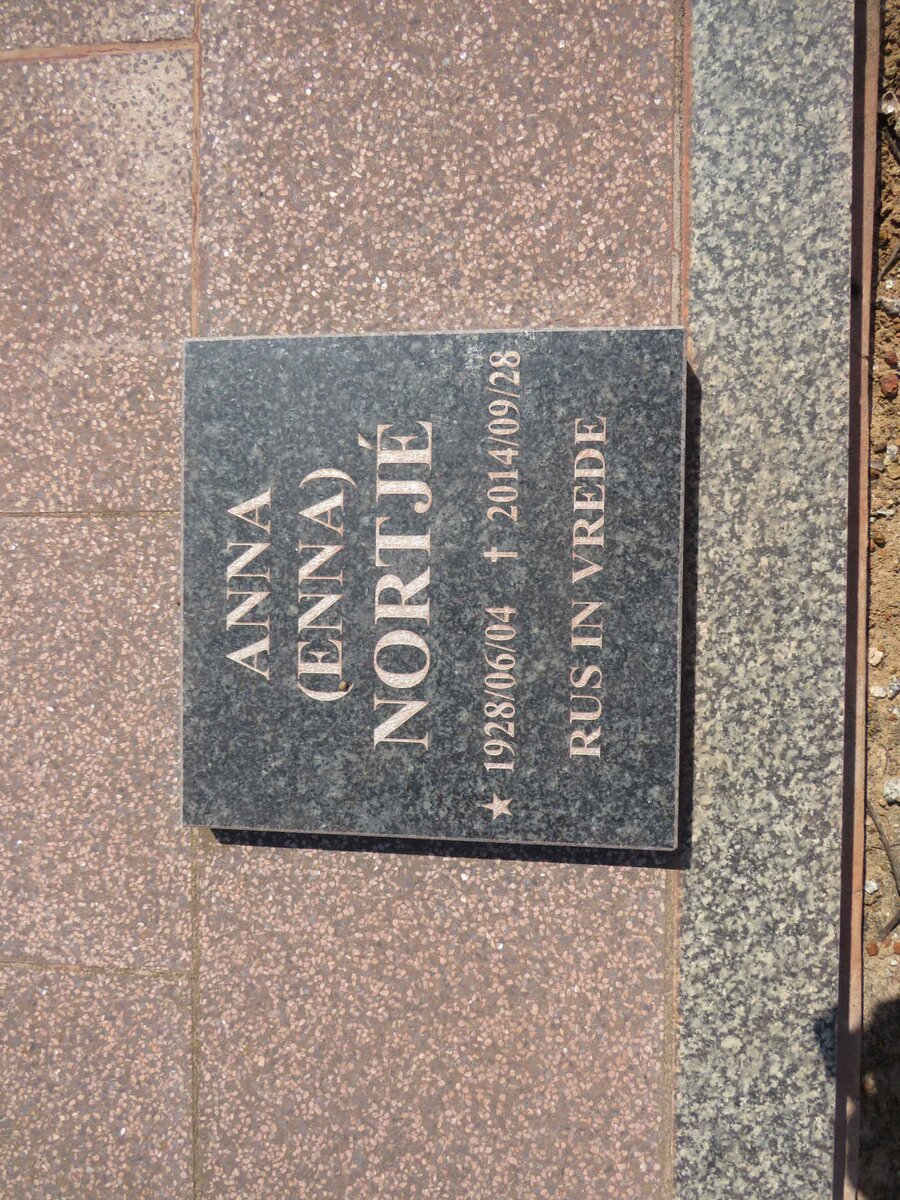 ANNA
(ENNA)
NORTJÉ
★ 1928/06/04 † 2014/09/28
RUS IN VREDE